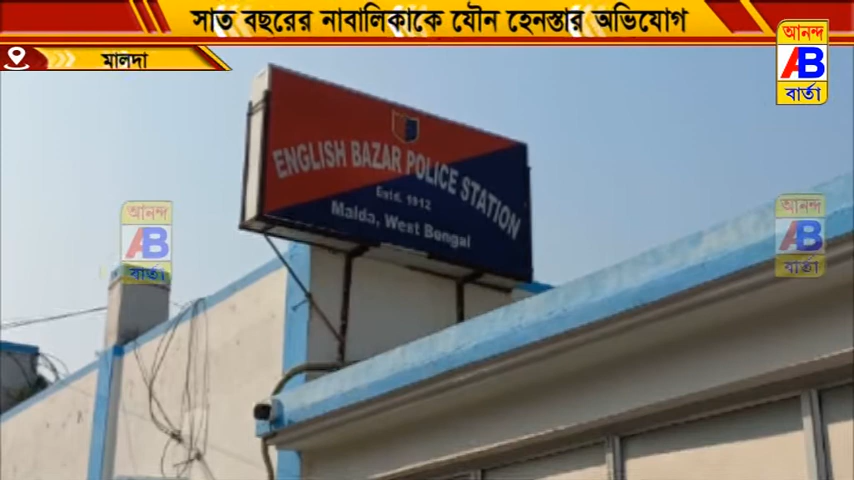 সাত বছরের নাবালিকাকে যৌন হেনস্তার অভিযোগ
মালদা
আনন্দ
AB
বার্তা
ENGLISH BAZAR POLICE STATION
Estd. 1912
Malda, West Bengal
আনন্দ
AB
বার্তা
আনন্দ
AB
বার্তা